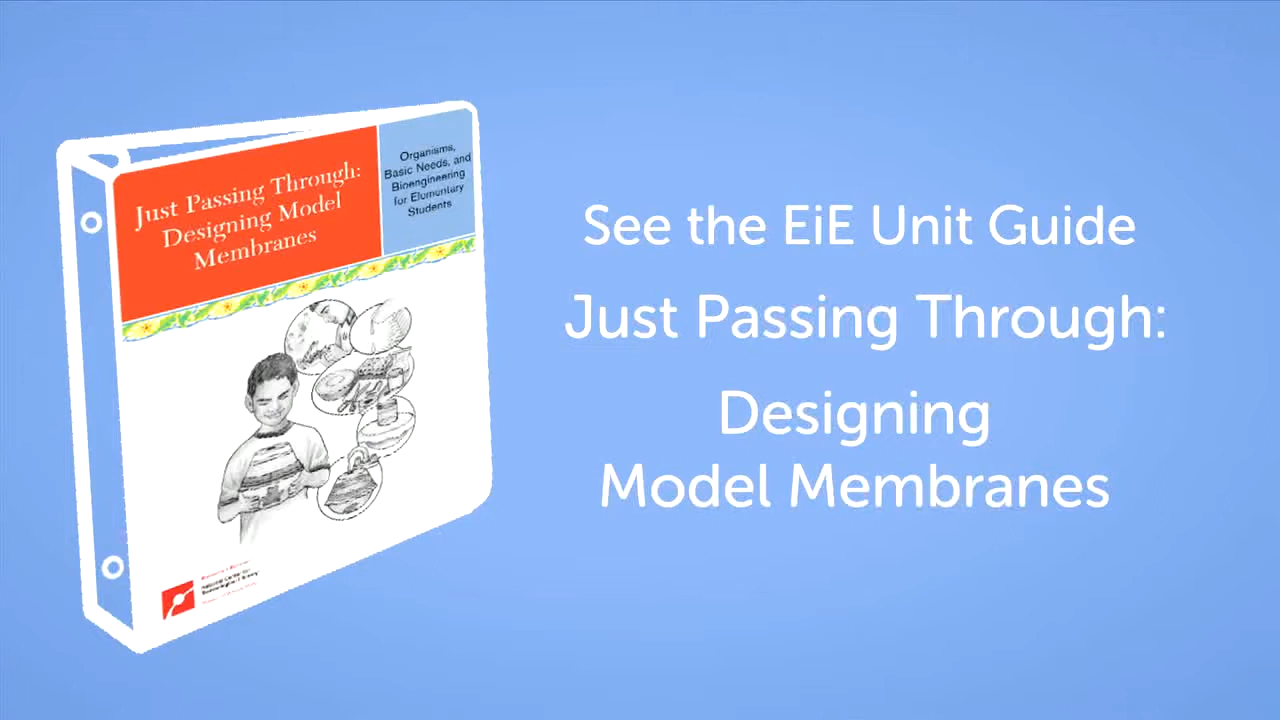 Just Passing Through:
Designing Model
Membranes
Organisms,
Basic Needs, and
Bioengineering
for Elementary
Students
See the EiE Unit Guide
Just Passing Through:
Designing
Model Membranes